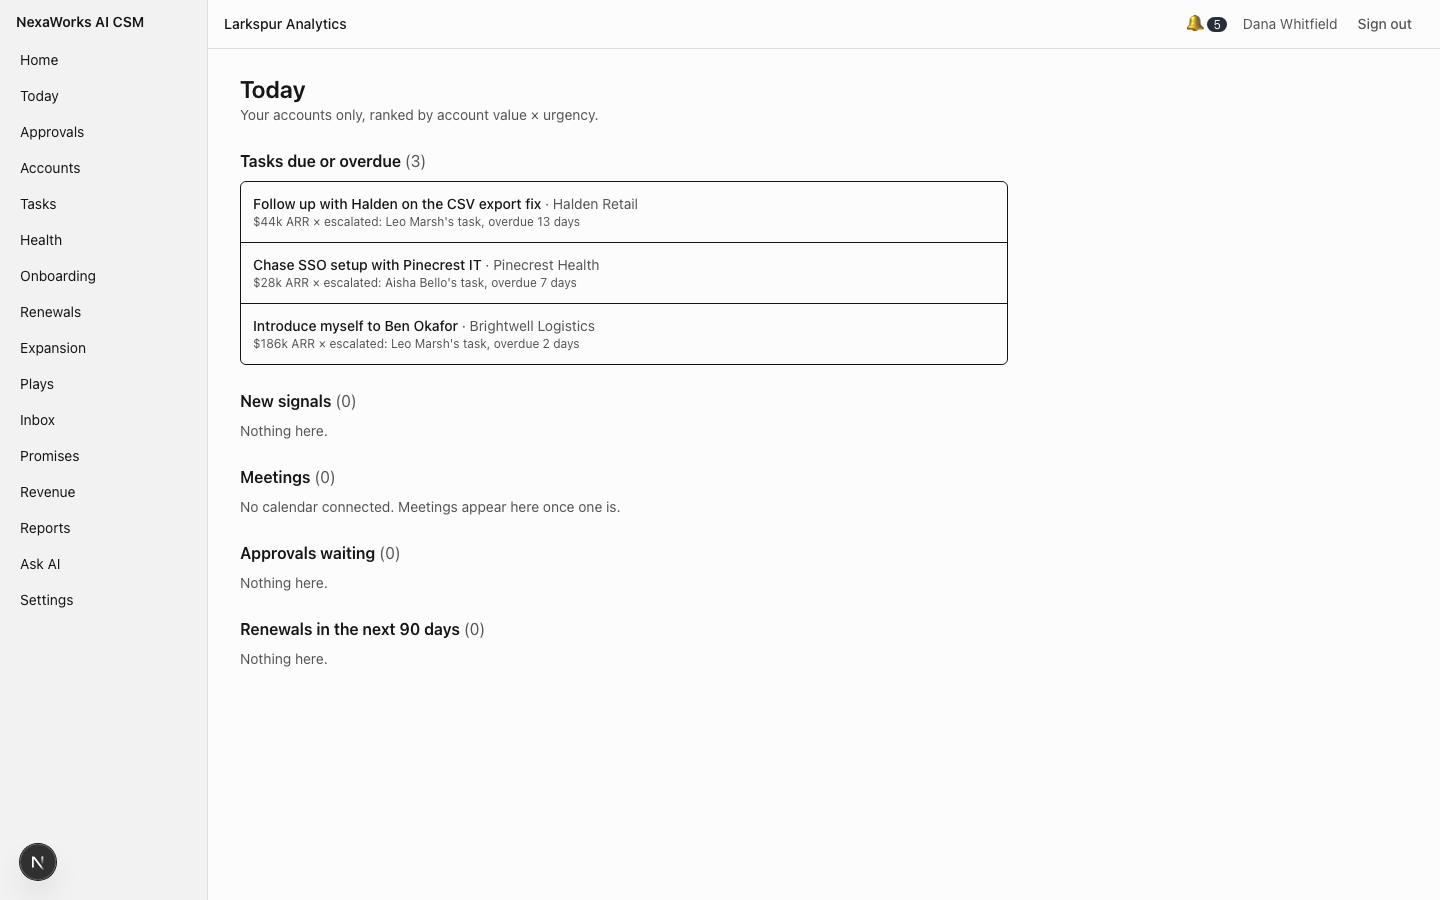 NexaWorks AI CSM
Home
Today
Approvals
Accounts
Tasks
Health
Onboarding
Renewals
Expansion
Plays
Inbox
Promises
Revenue
Reports
Ask AI
Settings
N
Larkspur Analytics
5
Dana Whitfield
Sign out
Today
Your accounts only, ranked by account value × urgency.
Tasks due or overdue (3)
Follow up with Halden on the CSV export fix · Halden Retail
$44k ARR × escalated: Leo Marsh's task, overdue 13 days
Chase SSO setup with Pinecrest IT · Pinecrest Health
$28k ARR × escalated: Aisha Bello's task, overdue 7 days
Introduce myself to Ben Okafor · Brightwell Logistics
$186k ARR × escalated: Leo Marsh's task, overdue 2 days
New signals (0)
Nothing here.
Meetings (0)
No calendar connected. Meetings appear here once one is.
Approvals waiting (0)
Nothing here.
Renewals in the next 90 days (0)
Nothing here.